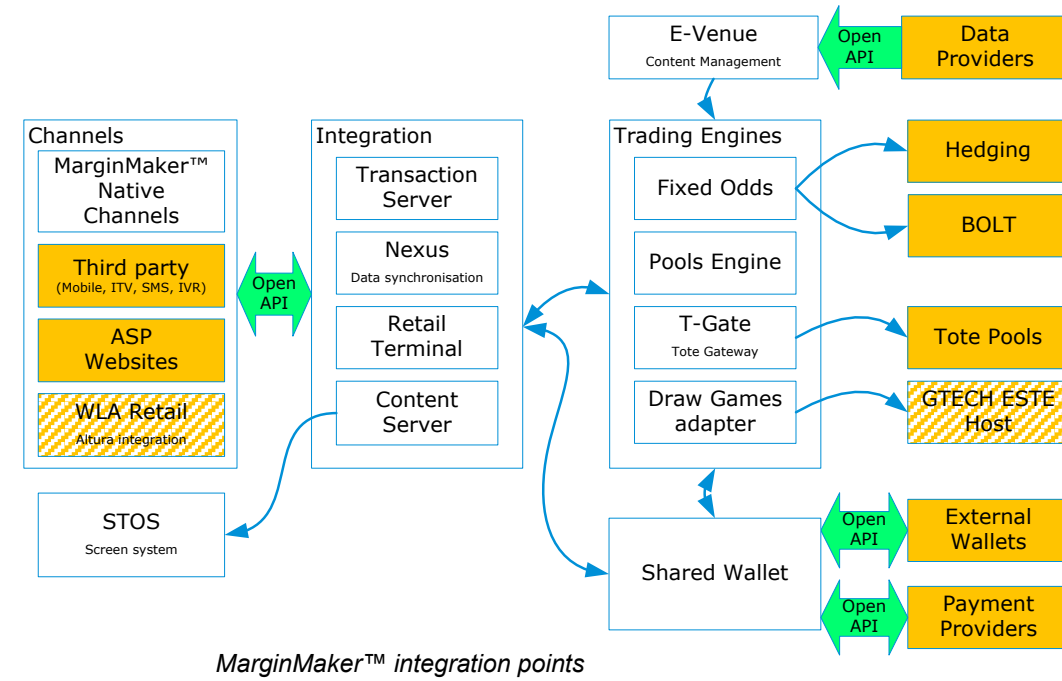 E-Venue
Content Management
Open
API
Data
Providers
Channels
MarginMaker™
Native
Channels
Third party
(Mobile, ITV, SMS, IVR)
ASP
Websites
WLA Retail
Altura integration
Open
API
Integration
Transaction
Server
Nexus
Data synchronisation
Retail
Terminal
Content
Server
Trading Engines
Fixed Odds
Pools Engine
T-Gate
Tote Gateway
Draw Games
adapter
Hedging
BOLT
Tote Pools
GTECH ESTE
Host
STOS
Screen system
Shared Wallet
Open
API
External
Wallets
Open
API
Payment
Providers
MarginMaker™ integration points